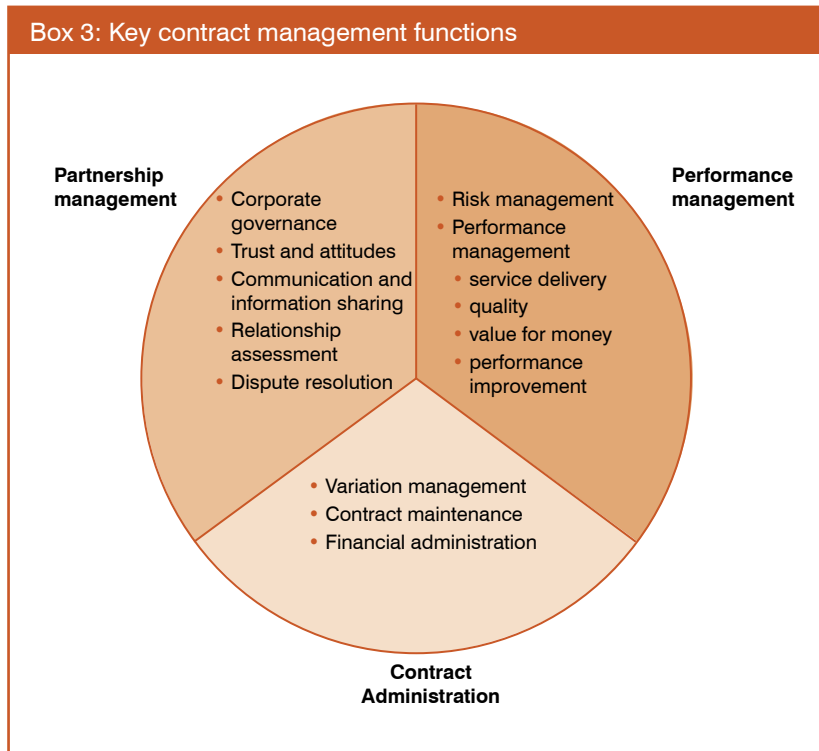 Box 3: Key contract management functions
Partnership
management
• Corporate
governance
• Trust and attitudes
• Communication and
information sharing
• Relationship
assessment
• Dispute resolution
Performance
management
• Risk management
• Performance
management
• service delivery
• quality
• value for money
• performance
improvement
• Variation management
• Contract maintenance
• Financial administration
Contract
Administration